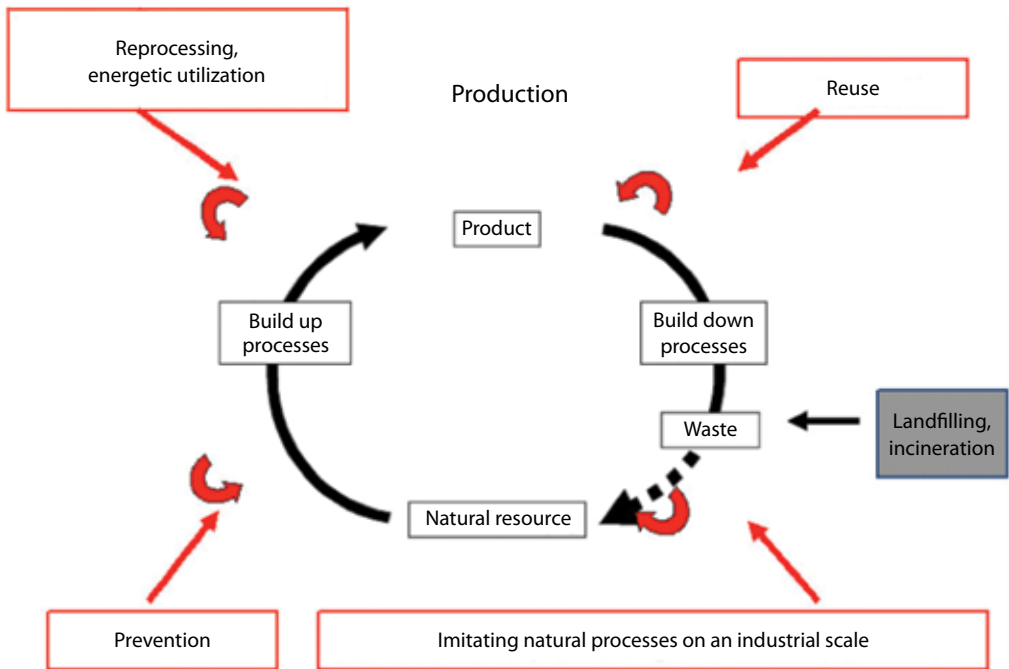 Reprocessing,
energetic utilization
Production
Reuse
Product
Build up
processes
Build down
processes
Waste
Landfilling,
incineration
Natural resource
Prevention
Imitating natural processes on an industrial scale